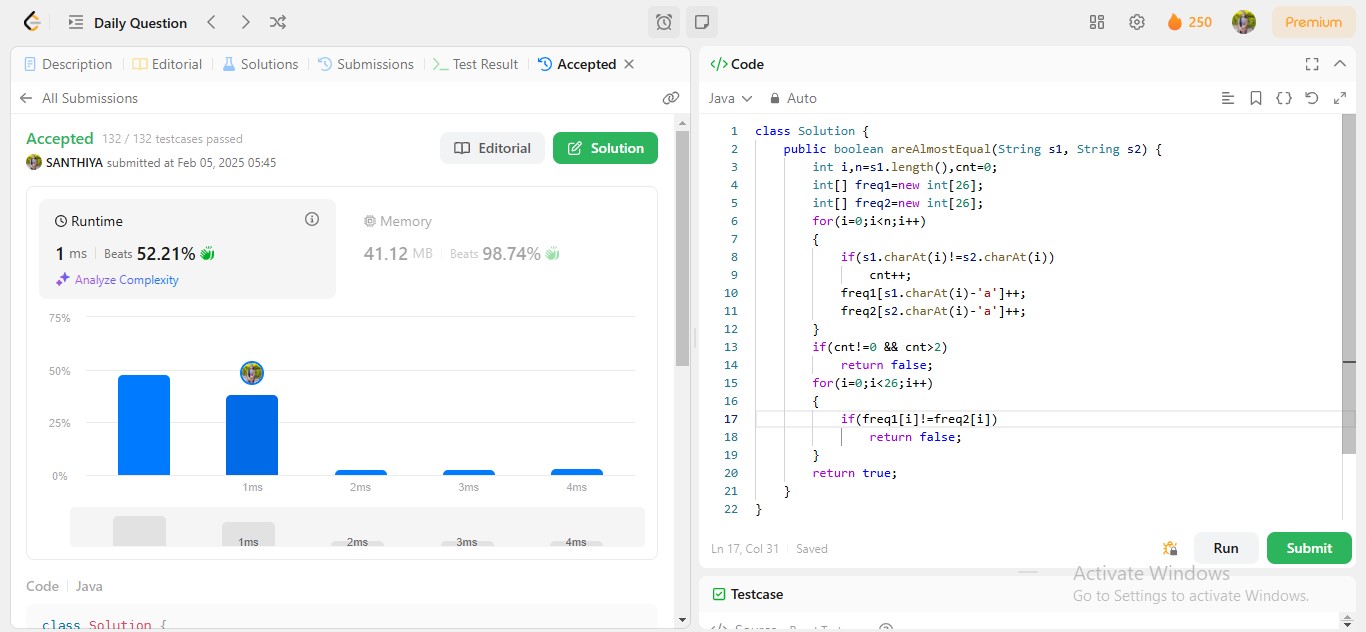 Daily Question
250
Premium
Description
Editorial
Solutions
Submissions
Test Result
Accepted
All Submissions
Accepted 132 / 132 testcases passed
SANTHIYA submitted at Feb 05, 2025 05:45
Editorial
Solution
Runtime
1 ms | Beats 52.21%
Analyze Complexity
Memory
41.12 MB | Beats 98.74%
75%
50%
25%
0%
1ms 2ms 3ms 4ms
1ms 2ms 3ms 4ms
Code | Java
class Solution {
</> Code
Java
Auto
1 class Solution {
2 public boolean areAlmostEqual(String s1, String s2) {
3 int i,n=s1.length(),cnt=0;
4 int[] freq1=new int[26];
5 int[] freq2=new int[26];
6 for(i=0;i<n;i++)
7 {
8 if(s1.charAt(i)!=s2.charAt(i))
9 cnt++;
10 freq1[s1.charAt(i)-'a']++;
11 freq2[s2.charAt(i)-'a']++;
12 }
13 if(cnt!=0 && cnt>2)
14 return false;
15 for(i=0;i<26;i++)
16 {
17 if(freq1[i]!=freq2[i])
18 return false;
19 }
20 return true;
21 }
22 }
Ln 17, Col 31 | Saved
Run
Submit
Activate Windows
Go to Settings to activate Windows.
Testcase
</> Source